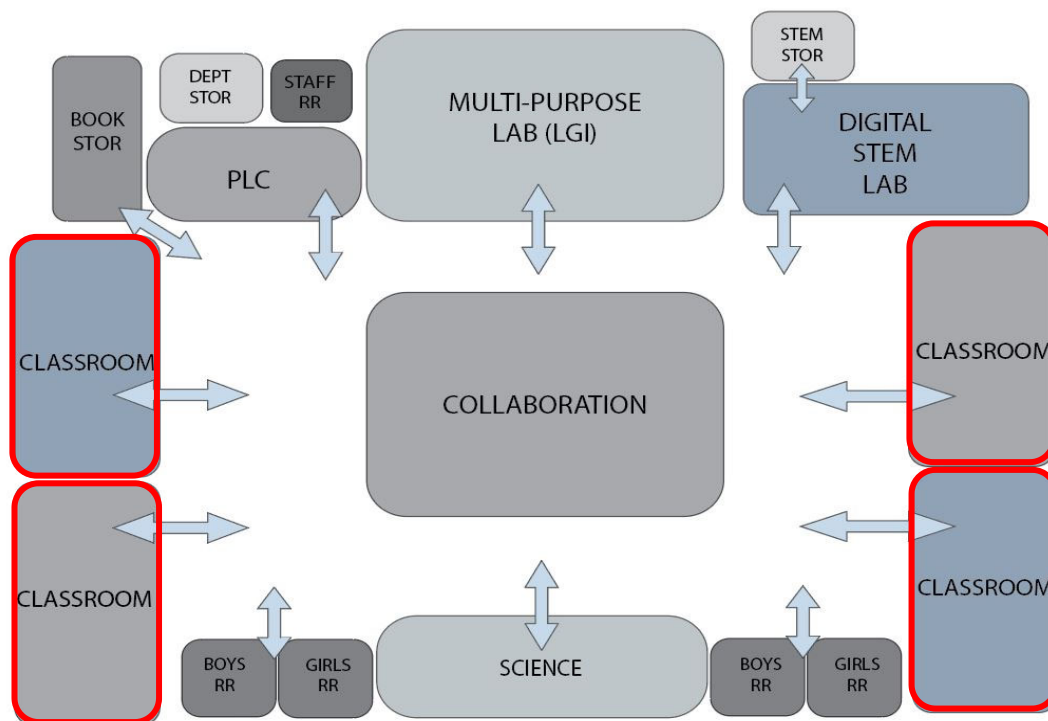 STEM
STOR
DEPT
STOR
STAFF
RR
BOOK
STOR
MULTI-PURPOSE
LAB (LGI)
DIGITAL
STEM
LAB
PLC
CLASSROOM
CLASSROOM
COLLABORATION
CLASSROOM
CLASSROOM
BOYS
RR
GIRLS
RR
SCIENCE
BOYS
RR
GIRLS
RR